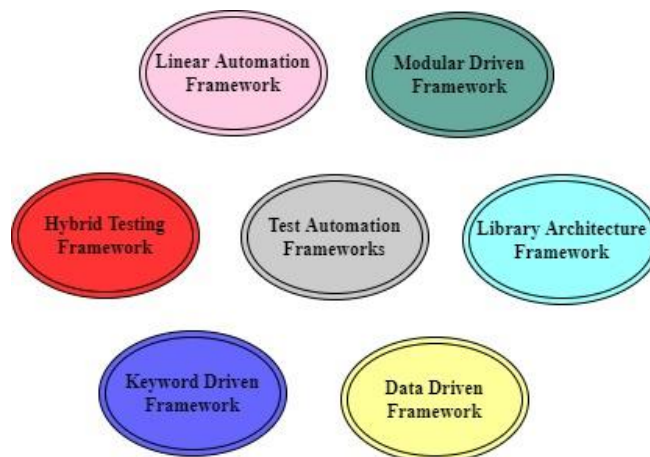 Linear Automation
Framework
Modular Driven
Framework
Hybrid Testing
Framework
Test Automation
Frameworks
Library Architecture
Framework
Keyword Driven
Framework
Data Driven
Framework